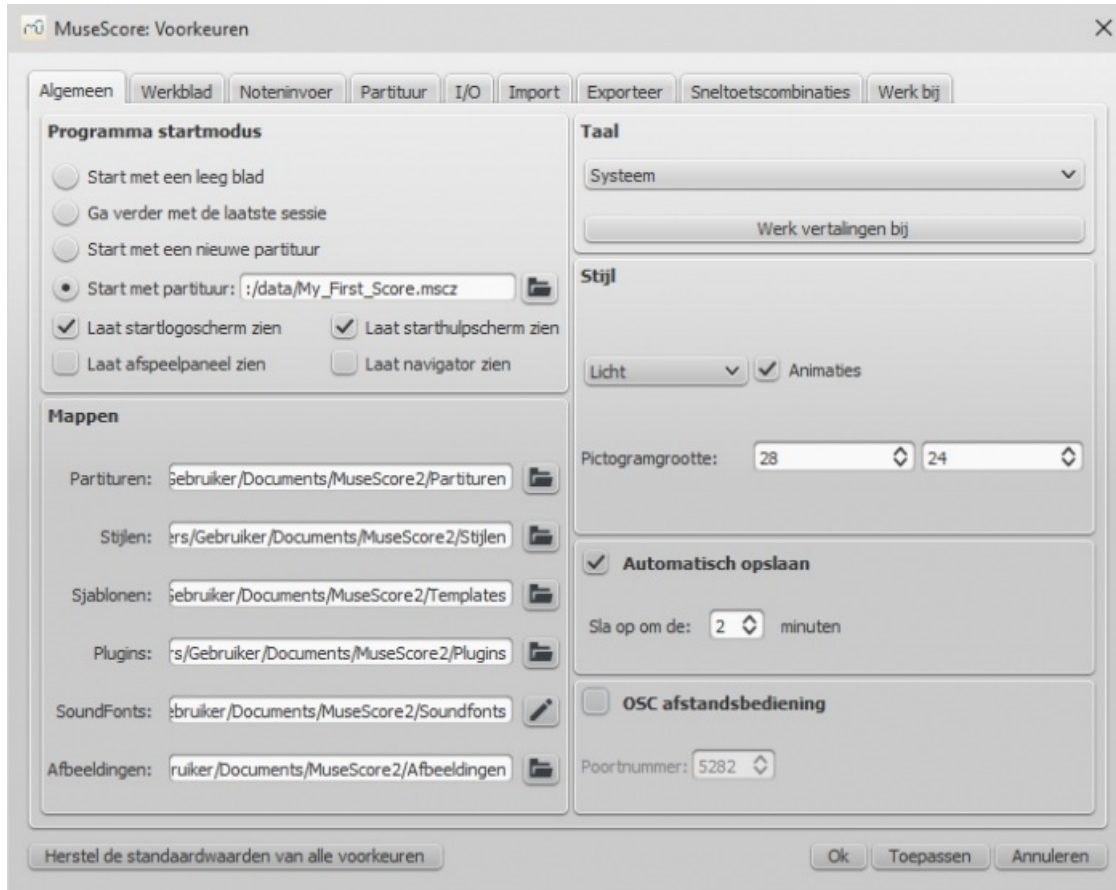 MuseScore: Voorkeuren
Algemeen Werkblad Noteninvoer Partituur I/O Import Exporteer Sneltoetscombinaties Werk bij
Programma startmodus
Start met een leeg blad
Ga verder met de laatste sessie
Start met een nieuwe partituur
Start met partituur: :/data/My_First_Score.mscz
Laat startlogoscherm zien Laat starthulpscherm zien
Laat afspeelpaneel zien Laat navigator zien
Mappen
Partituren: Gebruiker/Documents/MuseScore2/Partituren
Stijlen: ers/Gebruiker/Documents/MuseScore2/Stijlen
Sjablonen: Gebruiker/Documents/MuseScore2/Templates
Plugins: rs/Gebruiker/Documents/MuseScore2/Plugins
SoundFonts: ebruiker/Documents/MuseScore2/Soundfonts
Afbeeldingen: ruiker/Documents/MuseScore2/Afbeeldingen
Taal
Systeem
Werk vertalingen bij
Stijl
Licht Animaties
Pictogramgrootte: 28 24
Automatisch opslaan
Sla op om de: 2 minuten
OSC afstandsbediening
Poortnummer: 5282
Herstel de standaardwaarden van alle voorkeuren Ok Toepassen Annuleren